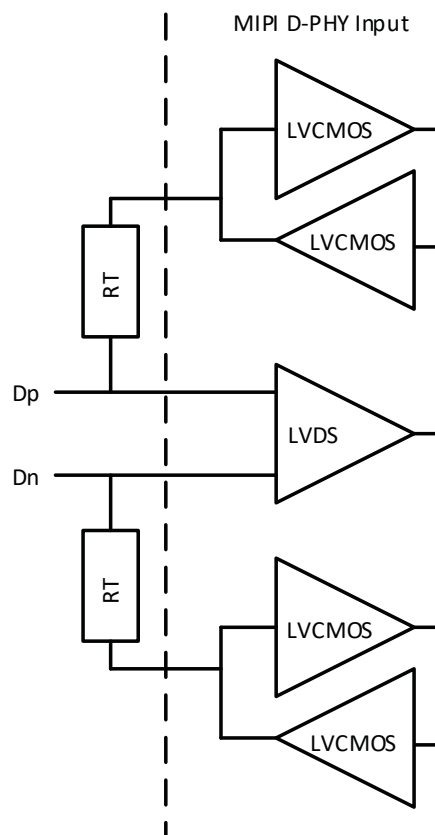 MIPI D-PHY Input
LVCMOS
LVCMOS
RT
Dp
LVDS
Dn
RT
LVCMOS
LVCMOS